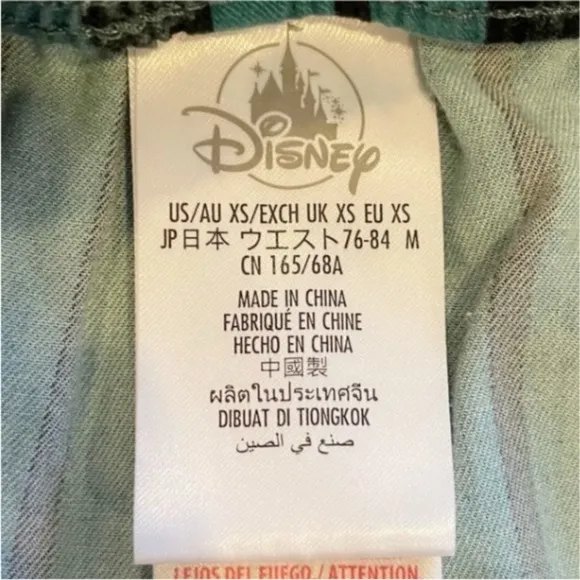 Disney
US/AU XS/EXCH UK XS EU XS
JP日本 ウエスト76-84 M
CN 165/68A
MADE IN CHINA
FABRIQUÉ EN CHINE
HECHO EN CHINA
中國製
ผลิตในประเทศจีน
DIBUAT DI TIONGKOK
صنع في الصين
LEJOS DEL FUEGO / ATTENTION